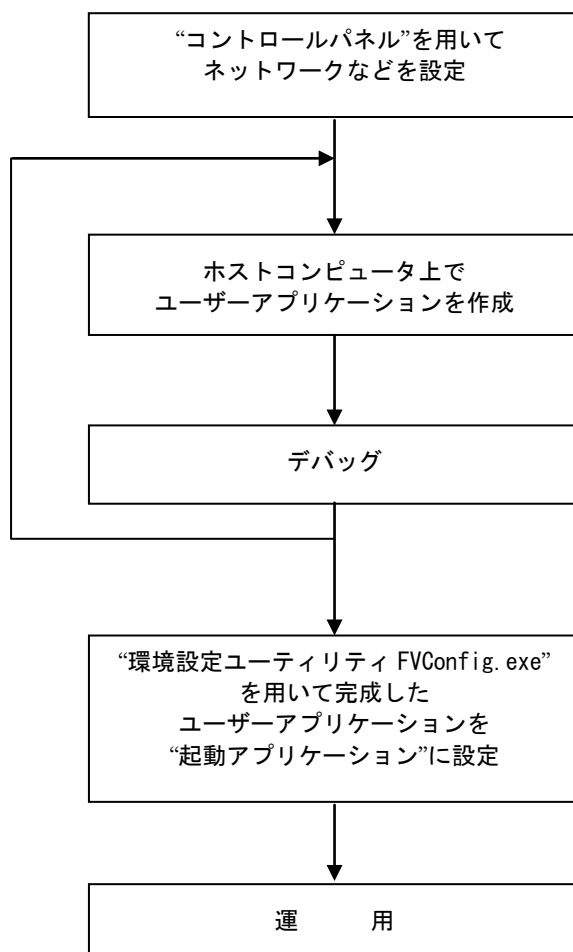 “コントロールパネル”を用いて
ネットワークなどを設定
ホストコンピュータ上で
ユーザーアプリケーションを作成
デバッグ
“環境設定ユーティリティ FVConfig.exe”
を用いて完成した
ユーザーアプリケーションを
“起動アプリケーション”に設定
運　　用